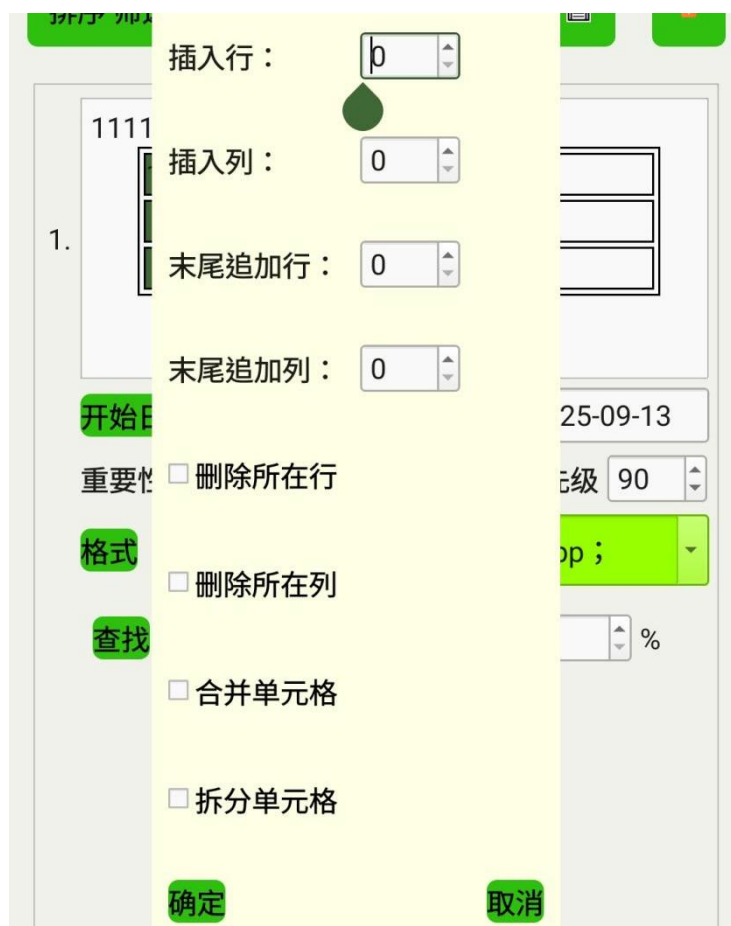 排序
插入行： 0
1111
插入列： 0
1.
末尾追加行： 0
末尾追加列： 0
开始 25-09-13
重要性 级 90
删除所在行
格式 op；
删除所在列
查找 %
合并单元格
拆分单元格
确定 取消